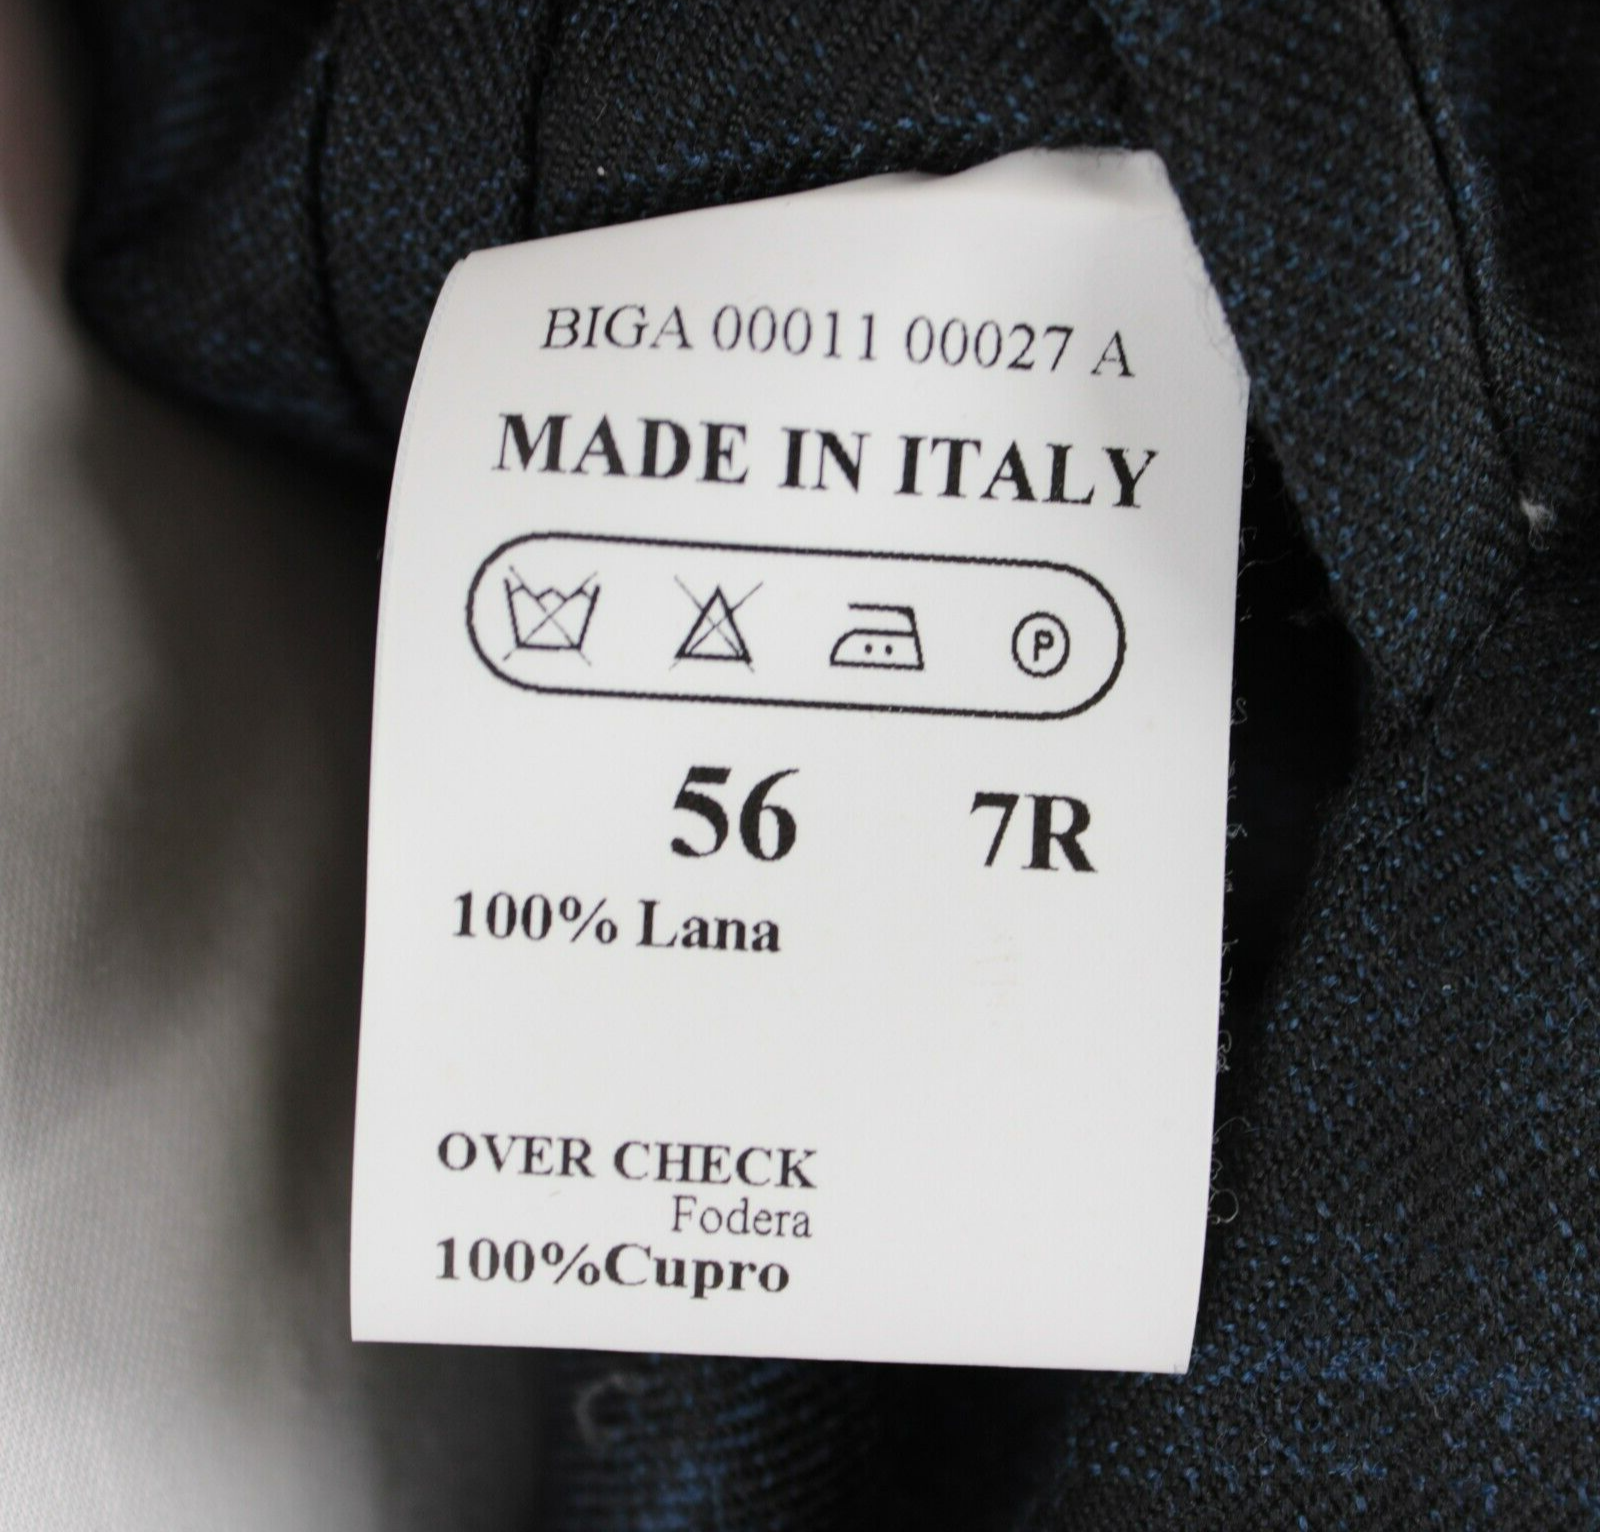 BIGA 00011 00027 A
MADE IN ITALY
P
56 7R
100% Lana
OVER CHECK
Fodera
100%Cupro